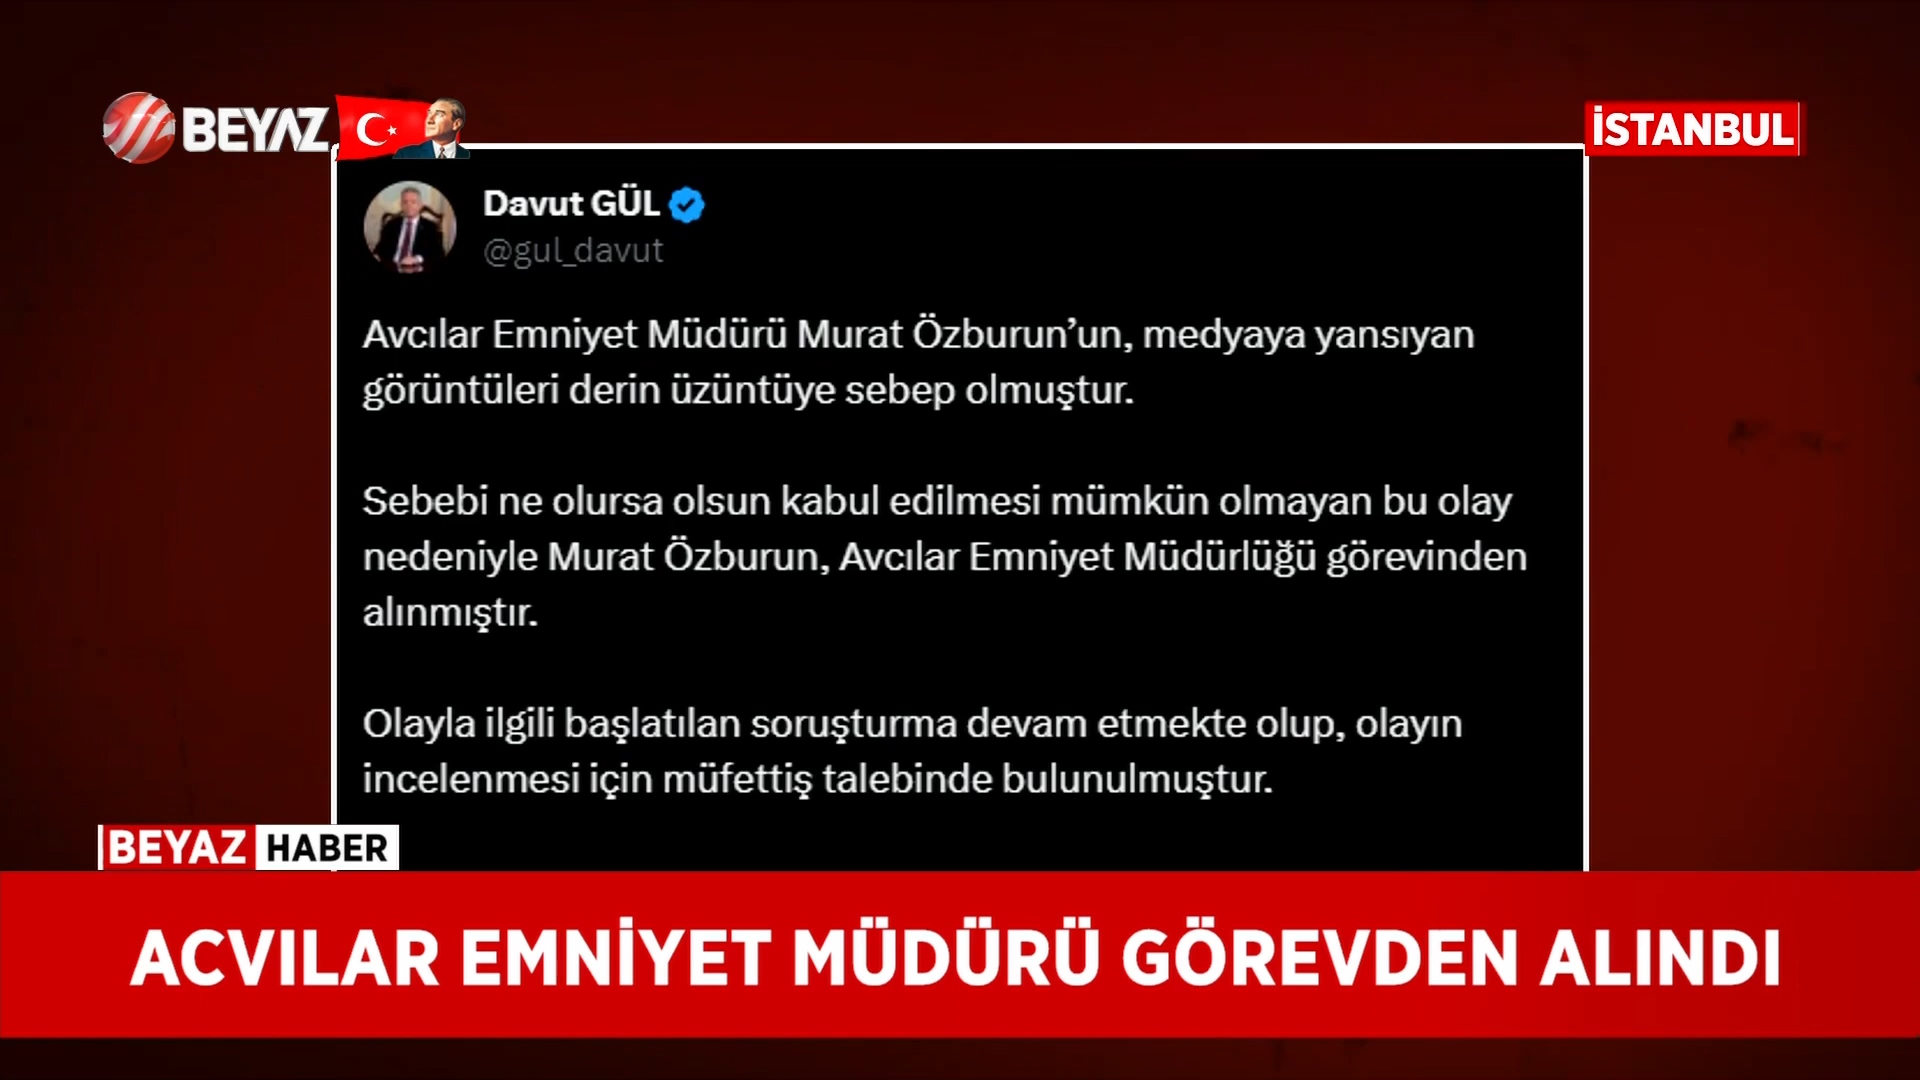 BEYAZ
İSTANBUL
Davut GÜL
@gul_davut
Avcılar Emniyet Müdürü Murat Özburun’un, medyaya yansıyan
görüntüleri derin üzüntüye sebep olmuştur.
Sebebi ne olursa olsun kabul edilmesi mümkün olmayan bu olay
nedeniyle Murat Özburun, Avcılar Emniyet Müdürlüğü görevinden
alınmıştır.
Olayla ilgili başlatılan soruşturma devam etmekte olup, olayın
incelenmesi için müfettiş talebinde bulunulmuştur.
BEYAZ HABER
ACVILAR EMNİYET MÜDÜRÜ GÖREVDEN ALINDI